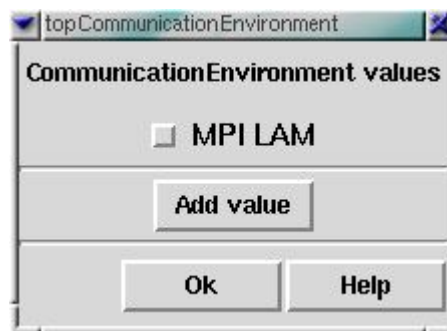 topCommunicationEnvironment
CommunicationEnvironment values
MPI LAM
Add value
Ok Help